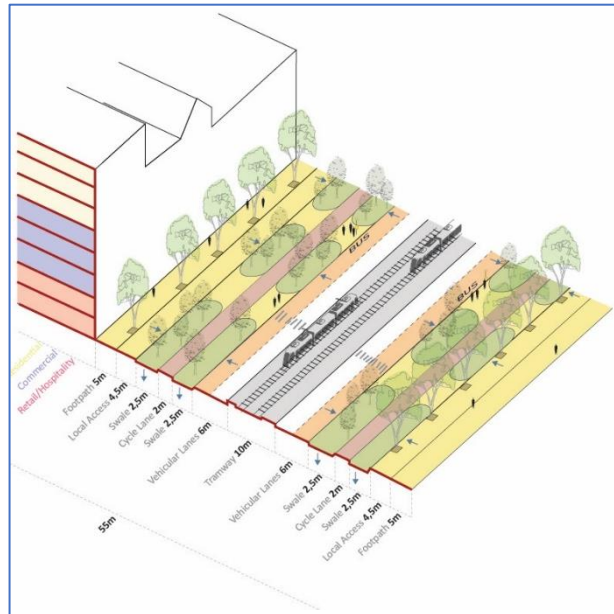 BUS
BUS
Commercial
Retail/Hospitality
Footpath 5m
Local Access 4,5m
Swale 2,5m
Cycle Lane 2m
Swale 2,5m
Vehicular Lanes 6m
Tramway 10m
Vehicular Lanes 6m
Swale 2,5m
Cycle Lane 2m
Swale 2,5m
Local Access 4,5m
Footpath 5m
55m